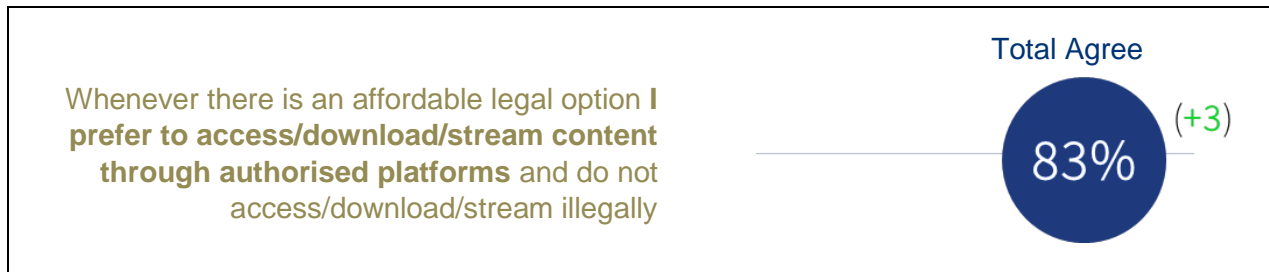 Total Agree
Whenever there is an affordable legal option I
prefer to access/download/stream content
through authorised platforms and do not
access/download/stream illegally
(+3)
83%